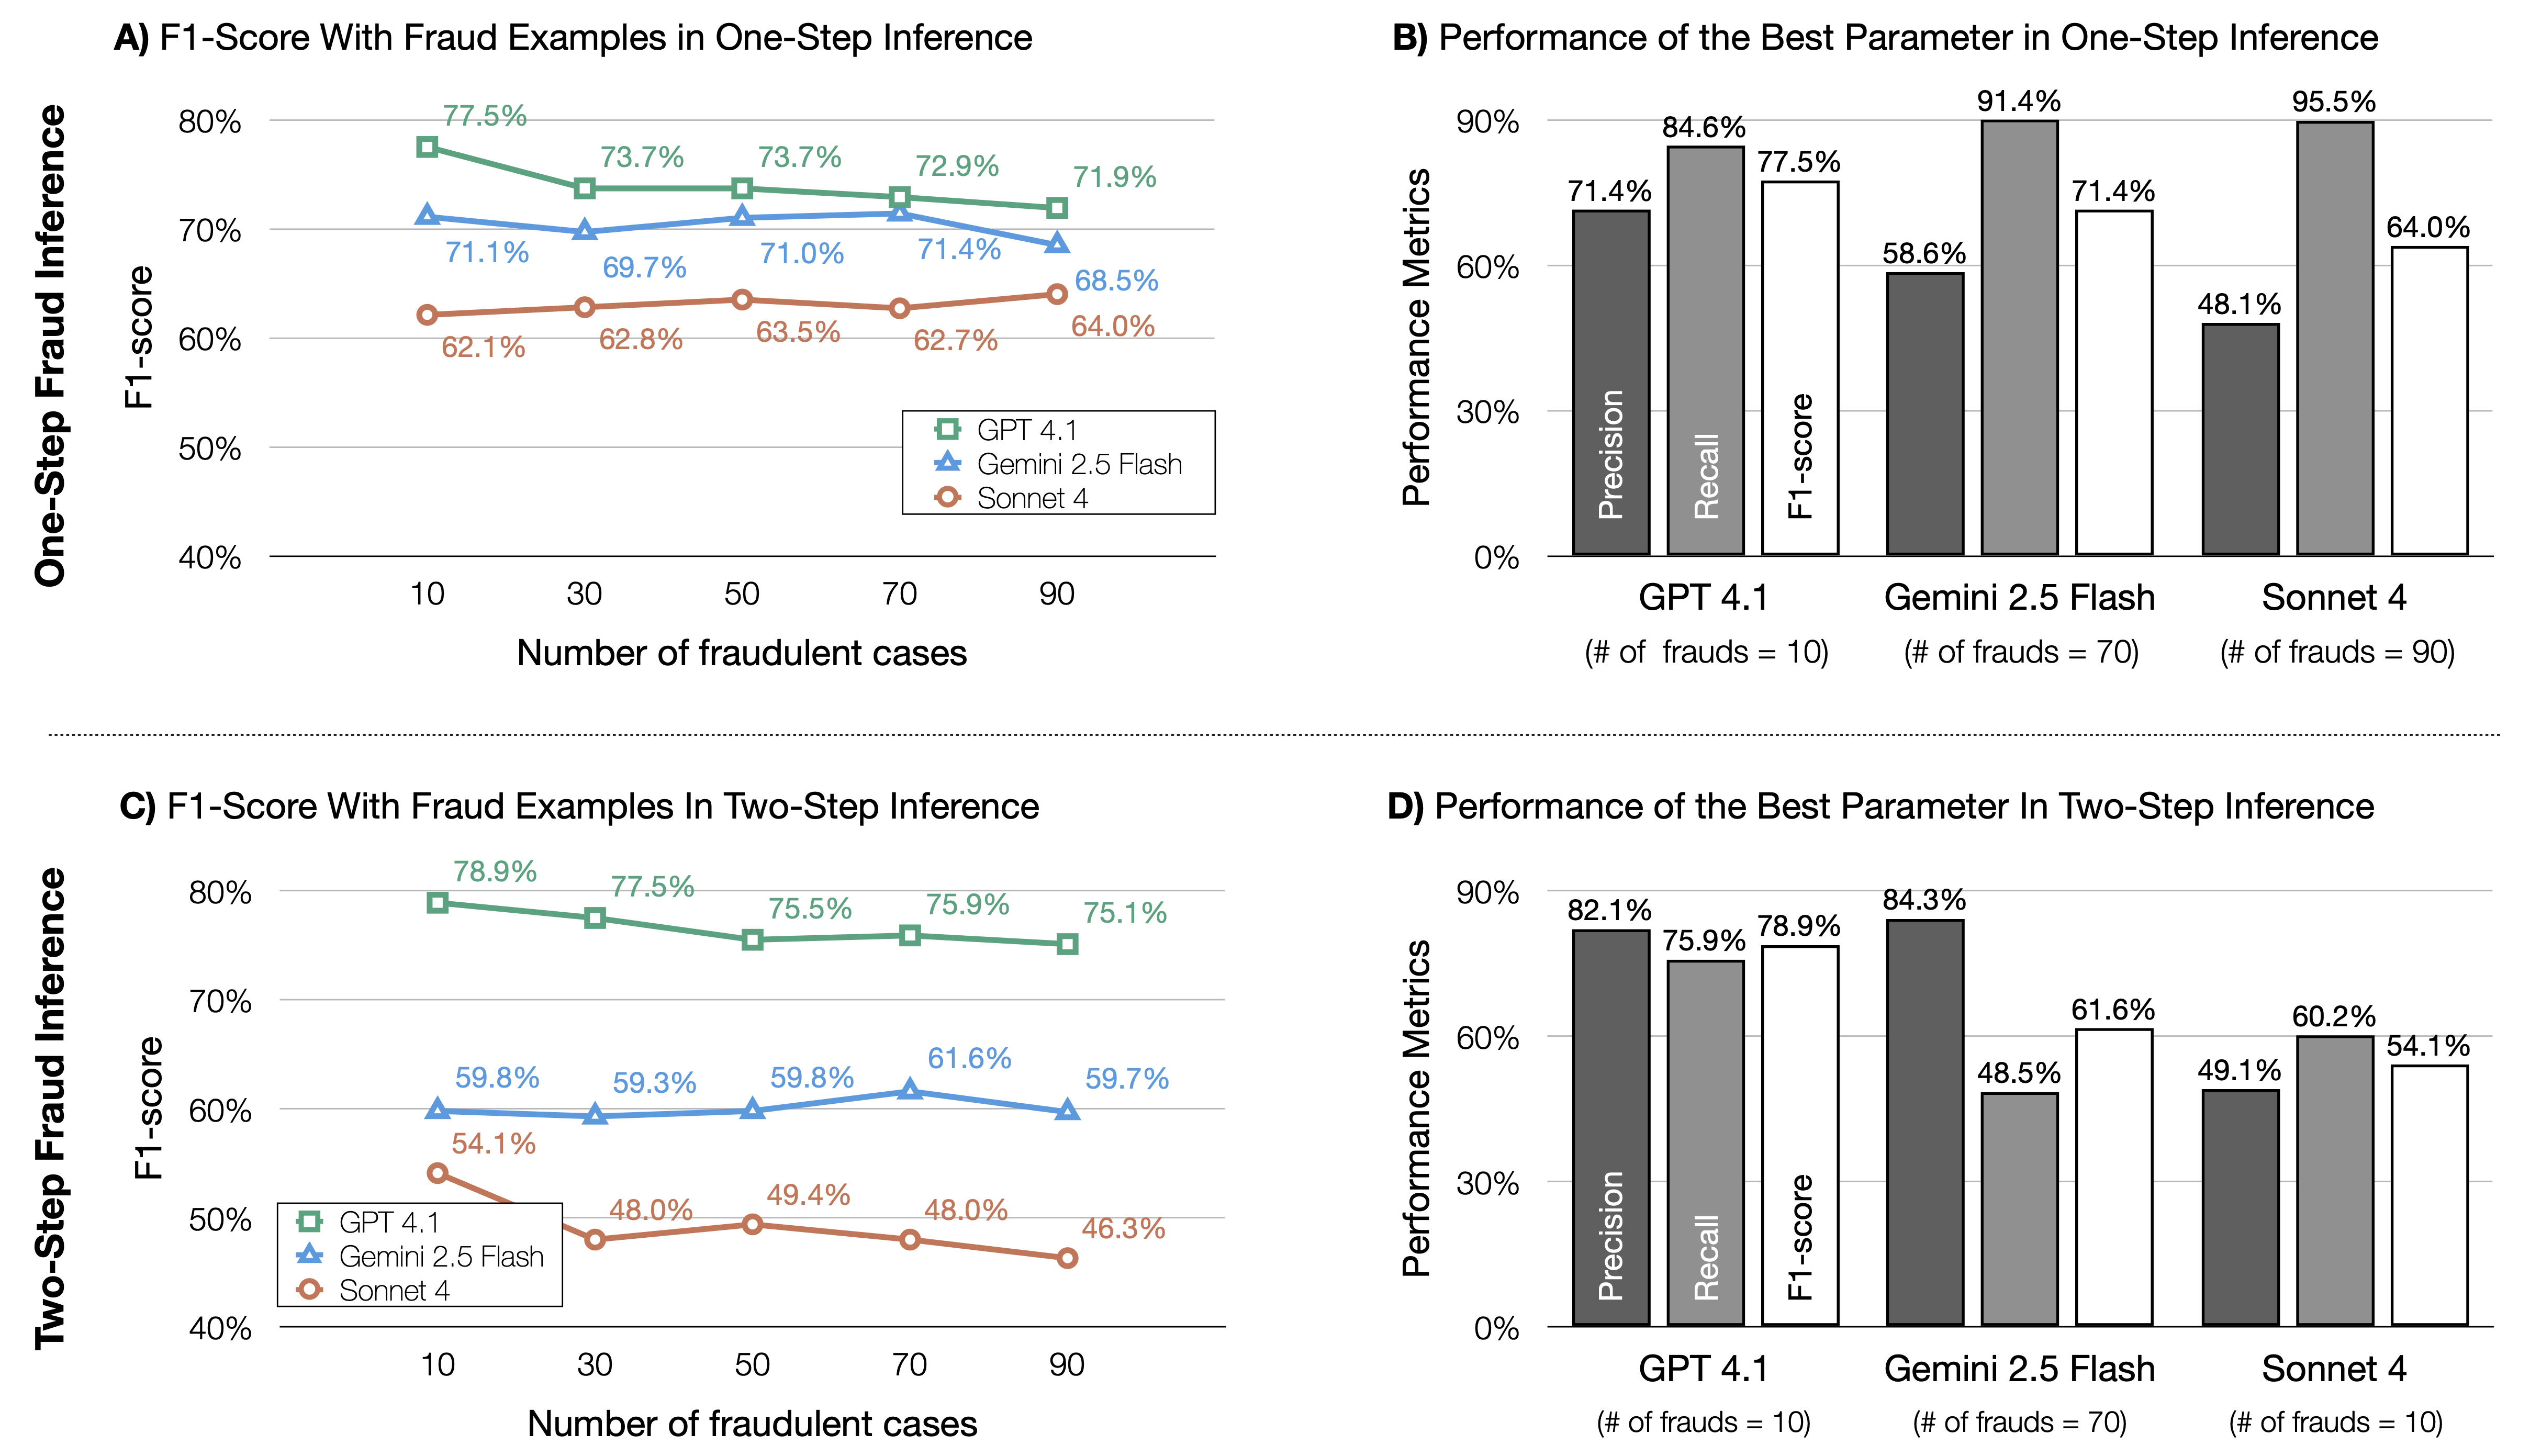 One-Step Fraud Inference
A) F1-Score With Fraud Examples in One-Step Inference
F1-score
80%
70%
60%
50%
40%
77.5%
73.7%
73.7%
72.9%
71.9%
71.1%
69.7%
71.0%
71.4%
68.5%
62.1%
62.8%
63.5%
62.7%
64.0%
GPT 4.1
Gemini 2.5 Flash
Sonnet 4
10 30 50 70 90
Number of fraudulent cases
B) Performance of the Best Parameter in One-Step Inference
Performance Metrics
90%
60%
30%
0%
71.4%
84.6%
77.5%
58.6%
91.4%
71.4%
48.1%
95.5%
64.0%
Precision
Recall
F1-score
GPT 4.1 Gemini 2.5 Flash Sonnet 4
(# of frauds = 10) (# of frauds = 70) (# of frauds = 90)
Two-Step Fraud Inference
C) F1-Score With Fraud Examples In Two-Step Inference
F1-score
80%
70%
60%
50%
40%
78.9%
77.5%
75.5%
75.9%
75.1%
59.8%
59.3%
59.8%
61.6%
59.7%
54.1%
48.0%
49.4%
48.0%
46.3%
GPT 4.1
Gemini 2.5 Flash
Sonnet 4
10 30 50 70 90
Number of fraudulent cases
D) Performance of the Best Parameter In Two-Step Inference
Performance Metrics
90%
60%
30%
0%
82.1%
75.9%
78.9%
84.3%
48.5%
61.6%
49.1%
60.2%
54.1%
Precision
Recall
F1-score
GPT 4.1 Gemini 2.5 Flash Sonnet 4
(# of frauds = 10) (# of frauds = 70) (# of frauds = 10)